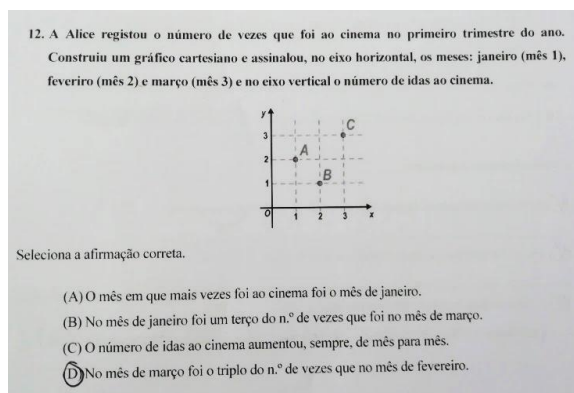 12. A Alice registou o número de vezes que foi ao cinema no primeiro trimestre do ano.
Construiu um gráfico cartesiano e assinalou, no eixo horizontal, os meses: janeiro (mês 1),
feveriro (mês 2) e março (mês 3) e no eixo vertical o número de idas ao cinema.
y
3
C
2
A
1
B
O 1 2 3 x
Seleciona a afirmação correta.
(A) O mês em que mais vezes foi ao cinema foi o mês de janeiro.
(B) No mês de janeiro foi um terço do n.º de vezes que foi no mês de março.
(C) O número de idas ao cinema aumentou, sempre, de mês para mês.
(D) No mês de março foi o triplo do n.º de vezes que no mês de fevereiro.